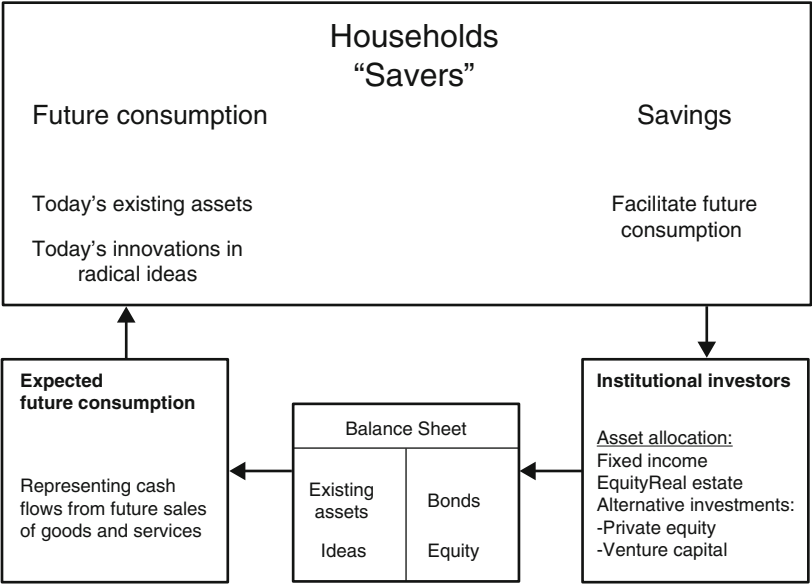 Households
“Savers”
Future consumption
Savings
Today’s existing assets
Today’s innovations in
radical ideas
Facilitate future
consumption
Expected
future consumption
Representing cash
flows from future sales
of goods and services
Balance Sheet
Existing
assets
Ideas
Bonds
Equity
Institutional investors
Asset allocation:
Fixed income
EquityReal estate
Alternative investments:
-Private equity
-Venture capital